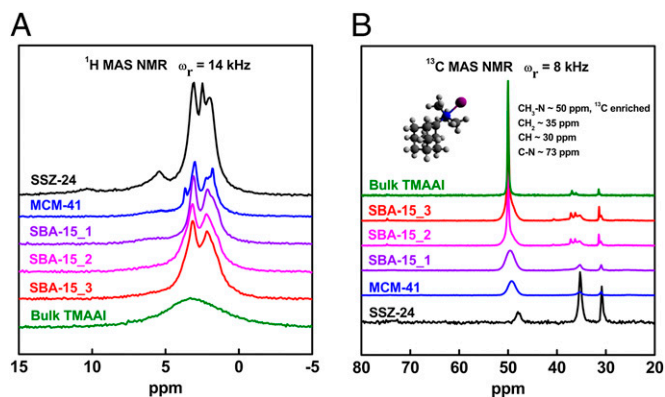 A
¹H MAS NMR ωr = 14 kHz
SSZ-24
MCM-41
SBA-15_1
SBA-15_2
SBA-15_3
Bulk TMAAI
15 10 5 0 -5
ppm
B
¹³C MAS NMR ωr = 8 kHz
CH3-N ~ 50 ppm, ¹³C enriched
CH2 ~ 35 ppm
CH ~ 30 ppm
C-N ~ 73 ppm
Bulk TMAAI
SBA-15_3
SBA-15_2
SBA-15_1
MCM-41
SSZ-24
80 70 60 50 40 30 20
ppm